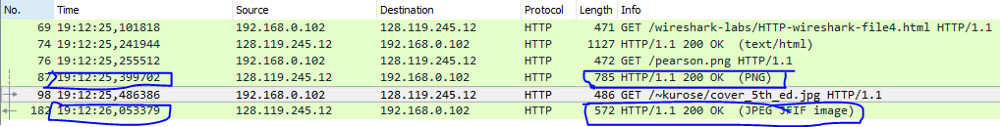 No. Time Source Destination Protocol Length Info
69 19:12:25,101818 192.168.0.102 128.119.245.12 HTTP 471 GET /wireshark-labs/HTTP-wireshark-file4.html HTTP/1.1
74 19:12:25,241944 128.119.245.12 192.168.0.102 HTTP 1127 HTTP/1.1 200 OK (text/html)
76 19:12:25,255512 192.168.0.102 128.119.245.12 HTTP 472 GET /pearson.png HTTP/1.1
87 19:12:25,399702 128.119.245.12 192.168.0.102 HTTP 785 HTTP/1.1 200 OK (PNG)
98 19:12:25,486386 192.168.0.102 128.119.245.12 HTTP 486 GET /~kurose/cover_5th_ed.jpg HTTP/1.1
182 19:12:26,053379 128.119.245.12 192.168.0.102 HTTP 572 HTTP/1.1 200 OK (JPEG JFIF image)